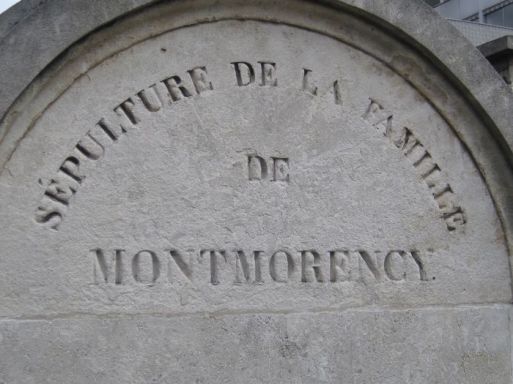 SÉPULTURE DE LA FAMILLE
DE
MONTMORENCY.